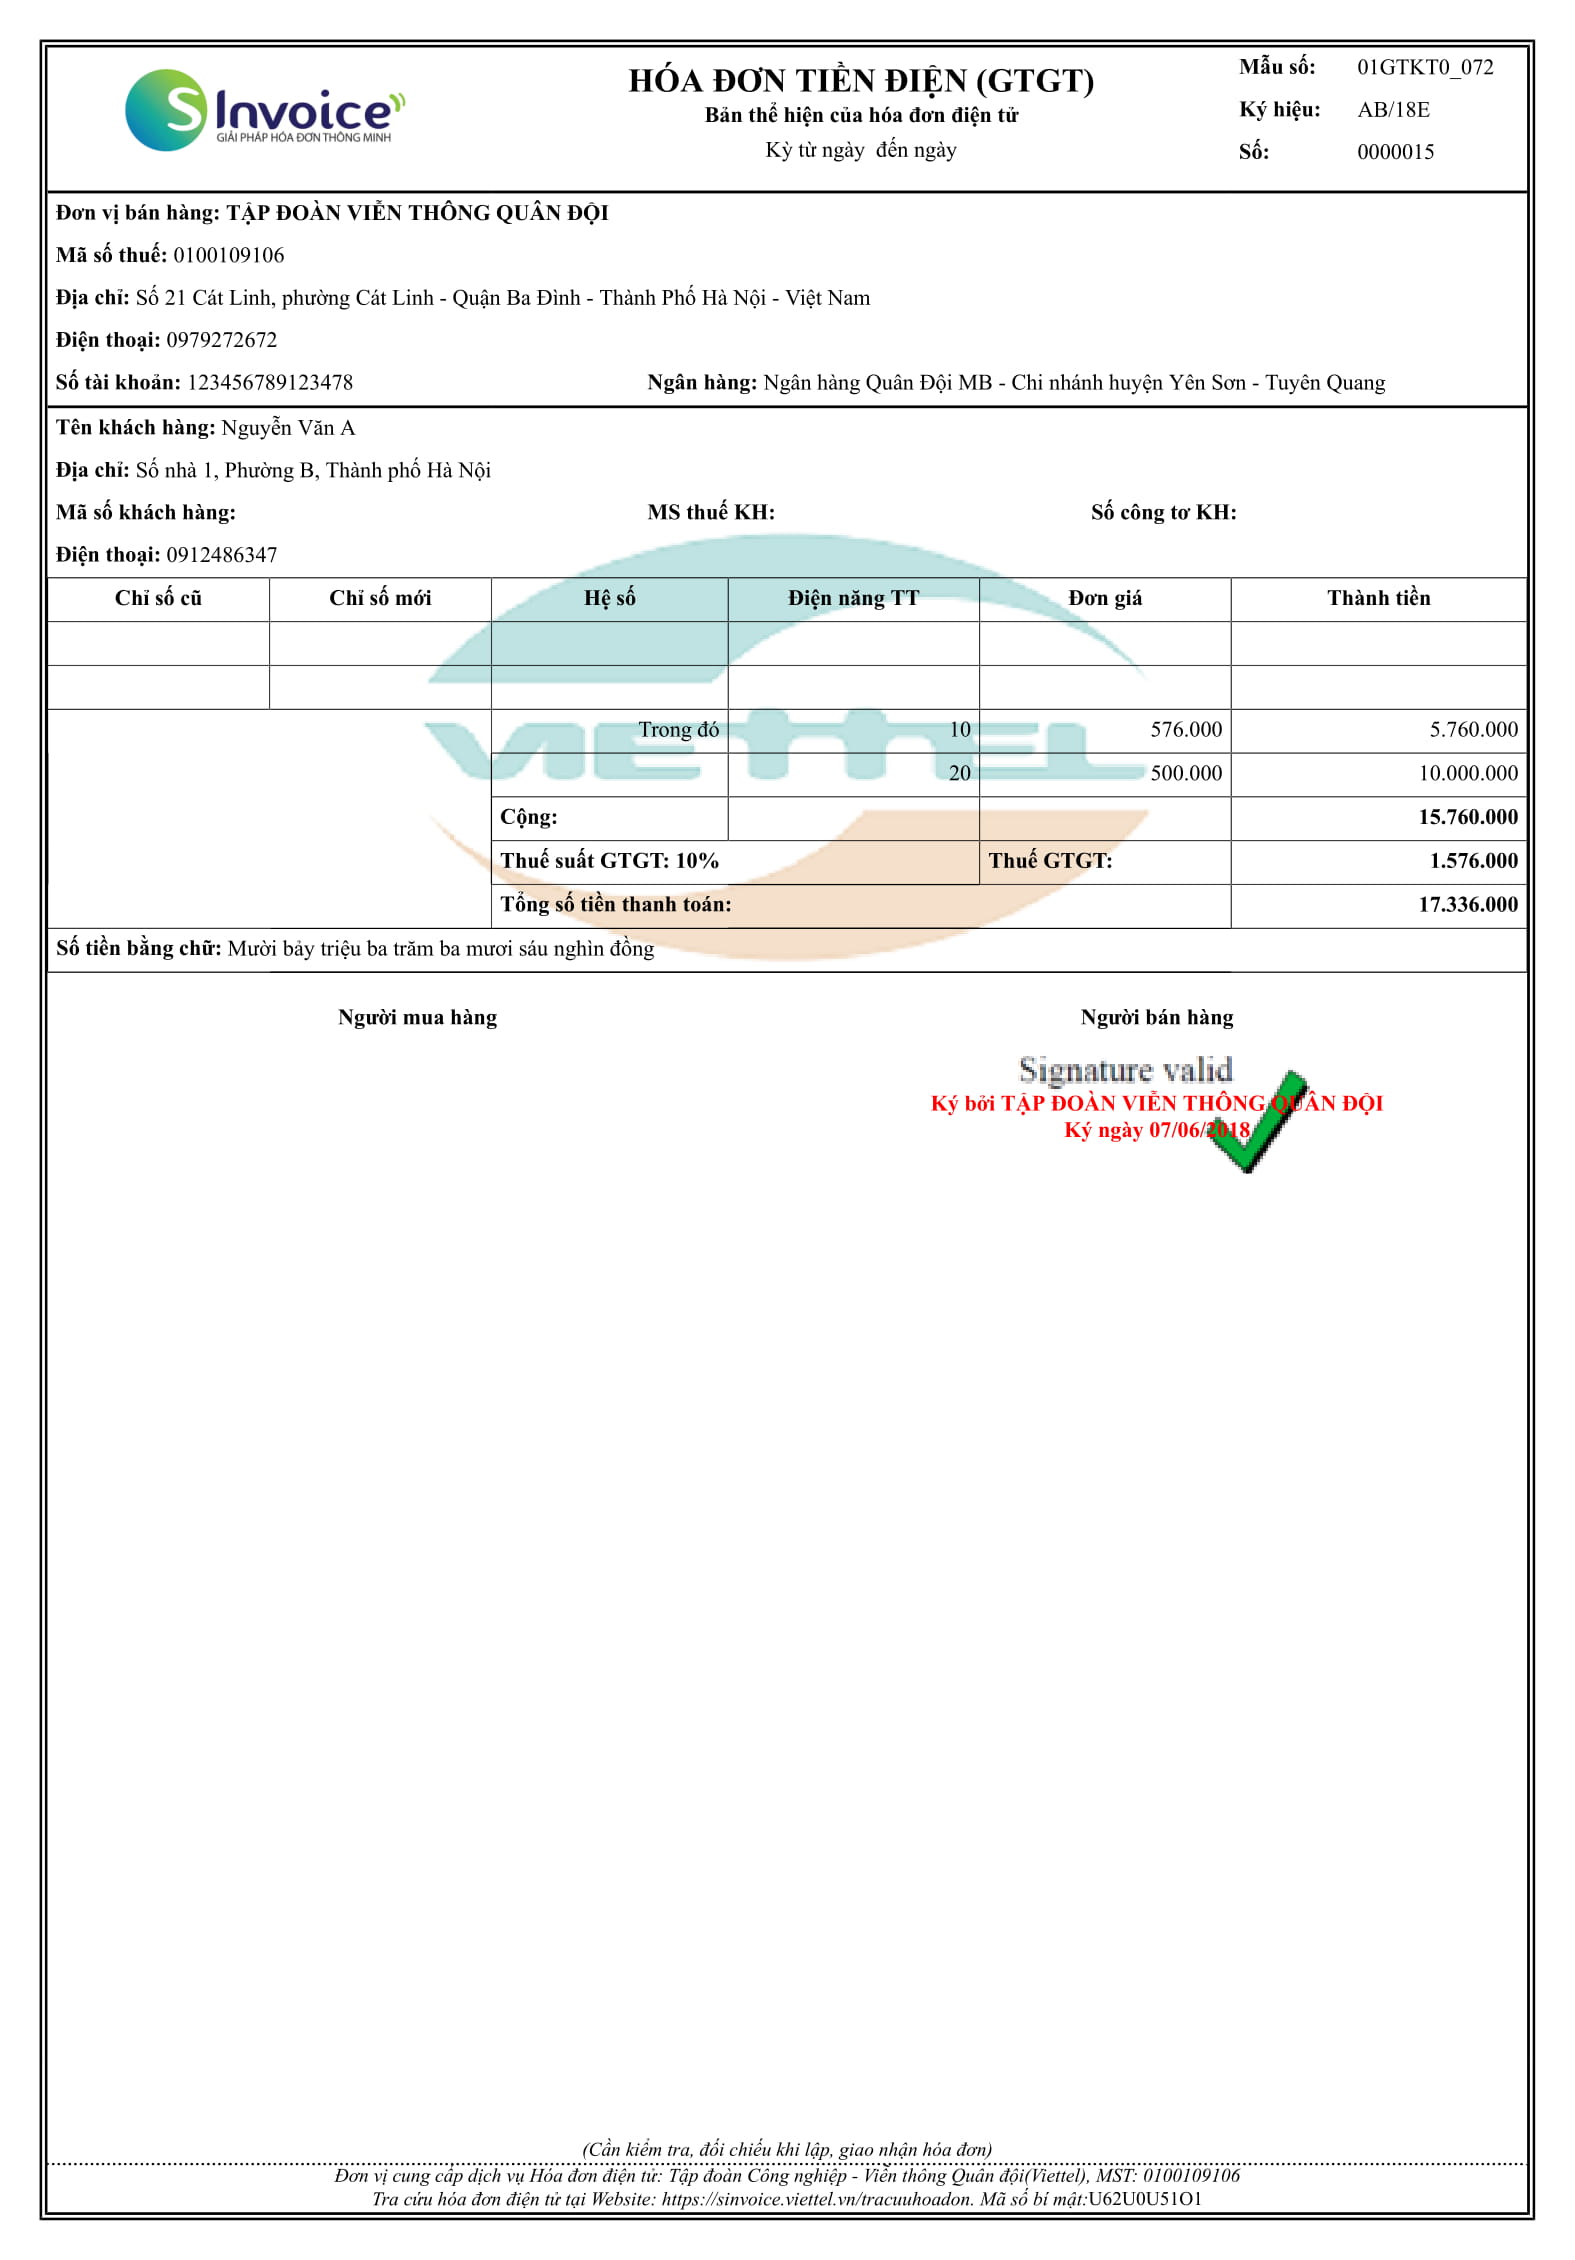 S Invoice
GIẢI PHÁP HÓA ĐƠN THÔNG MINH
HÓA ĐƠN TIỀN ĐIỆN (GTGT)
Bản thể hiện của hóa đơn điện tử
Kỳ từ ngày  đến ngày
Mẫu số: 01GTKT0_072
Ký hiệu: AB/18E
Số: 0000015
Đơn vị bán hàng: TẬP ĐOÀN VIỄN THÔNG QUÂN ĐỘI
Mã số thuế: 0100109106
Địa chỉ: Số 21 Cát Linh, phường Cát Linh - Quận Ba Đình - Thành Phố Hà Nội - Việt Nam
Điện thoại: 0979272672
Số tài khoản: 123456789123478 Ngân hàng: Ngân hàng Quân Đội MB - Chi nhánh huyện Yên Sơn - Tuyên Quang
Tên khách hàng: Nguyễn Văn A
Địa chỉ: Số nhà 1, Phường B, Thành phố Hà Nội
Mã số khách hàng: MS thuế KH: Số công tơ KH:
Điện thoại: 0912486347
Chỉ số cũ Chỉ số mới Hệ số Điện năng TT Đơn giá Thành tiền
VIETTEL
Trong đó 10 576.000 5.760.000
20 500.000 10.000.000
Cộng: 15.760.000
Thuế suất GTGT: 10% Thuế GTGT: 1.576.000
Tổng số tiền thanh toán: 17.336.000
Số tiền bằng chữ: Mười bảy triệu ba trăm ba mươi sáu nghìn đồng
Người mua hàng Người bán hàng
Signature valid
Ký bởi TẬP ĐOÀN VIỄN THÔNG QUÂN ĐỘI
Ký ngày 07/06/2018
(Cần kiểm tra, đối chiếu khi lập, giao nhận hóa đơn)
Đơn vị cung cấp dịch vụ Hóa đơn điện tử: Tập đoàn Công nghiệp - Viễn thông Quân đội(Viettel), MST: 0100109106
Tra cứu hóa đơn điện tử tại Website: https://sinvoice.viettel.vn/tracuuhoadon. Mã số bí mật:U62U0U51O1